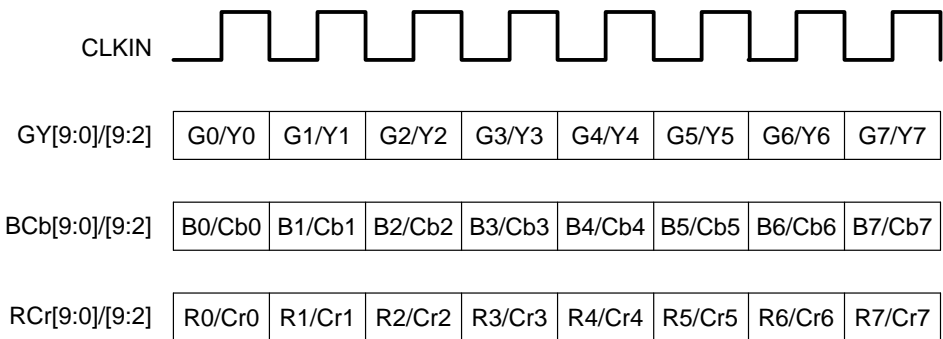 CLKIN
GY[9:0]/[9:2] G0/Y0 G1/Y1 G2/Y2 G3/Y3 G4/Y4 G5/Y5 G6/Y6 G7/Y7
BCb[9:0]/[9:2] B0/Cb0 B1/Cb1 B2/Cb2 B3/Cb3 B4/Cb4 B5/Cb5 B6/Cb6 B7/Cb7
RCr[9:0]/[9:2] R0/Cr0 R1/Cr1 R2/Cr2 R3/Cr3 R4/Cr4 R5/Cr5 R6/Cr6 R7/Cr7